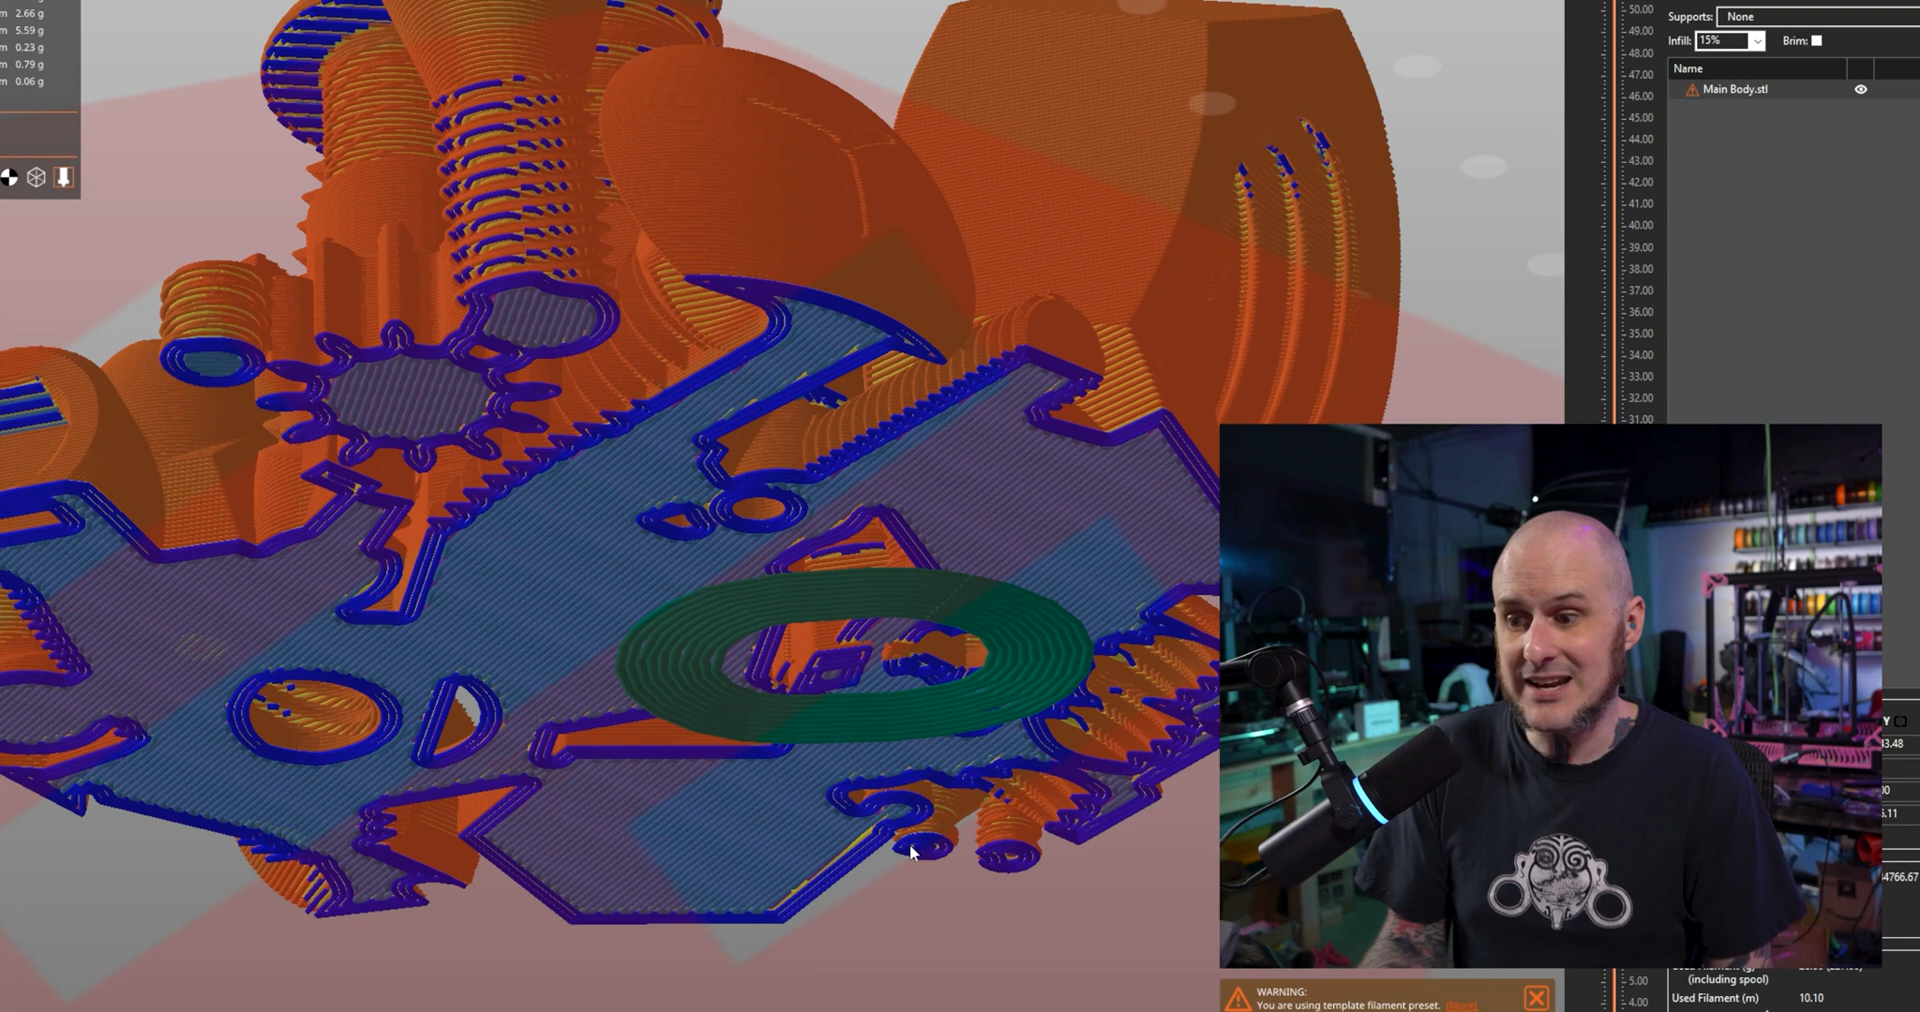 m 2.66 g
m 5.59 g
m 0.23 g
m 0.79 g
m 0.06 g
50.00
49.00
48.00
47.00
46.00
45.00
44.00
43.00
42.00
41.00
40.00
39.00
38.00
37.00
36.00
35.00
34.00
33.00
32.00
31.00
Supports: None
Infill: 15% Brim:
Name
Main Body.stl
Y
WARNING:
You are using template filament preset. [More]
5.00
4.00
(including spool)
Used Filament (m) 10.10